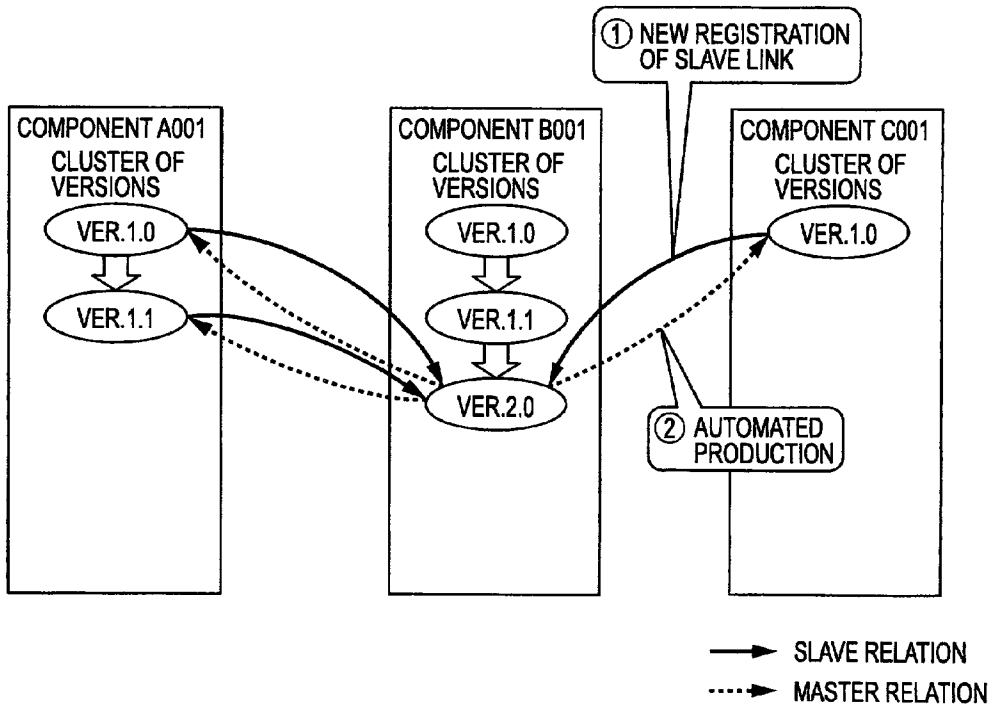 ① NEW REGISTRATION
OF SLAVE LINK
COMPONENT A001
CLUSTER OF
VERSIONS
VER.1.0
VER.1.1
COMPONENT B001
CLUSTER OF
VERSIONS
VER.1.0
VER.1.1
VER.2.0
COMPONENT C001
CLUSTER OF
VERSIONS
VER.1.0
② AUTOMATED
PRODUCTION
SLAVE RELATION
MASTER RELATION